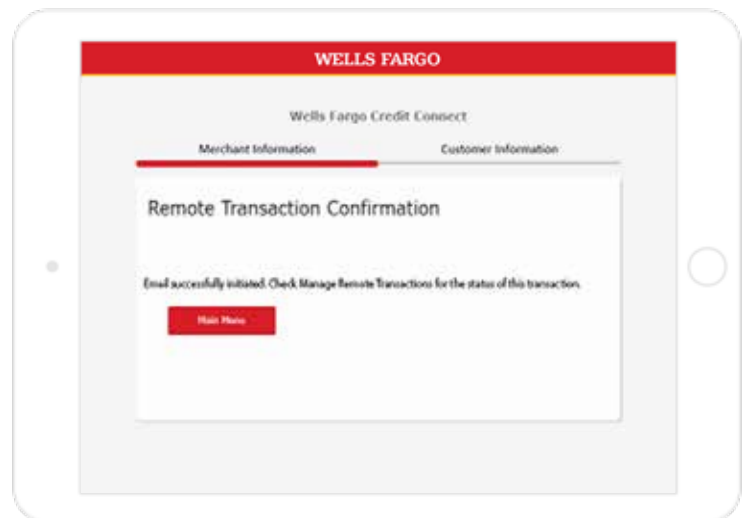 WELLS FARGO
Wells Fargo Credit Connect
Merchant Information Customer Information
Remote Transaction Confirmation
Email successfully initiated. Check Manage Remote Transactions for the status of this transaction.
Main Menu